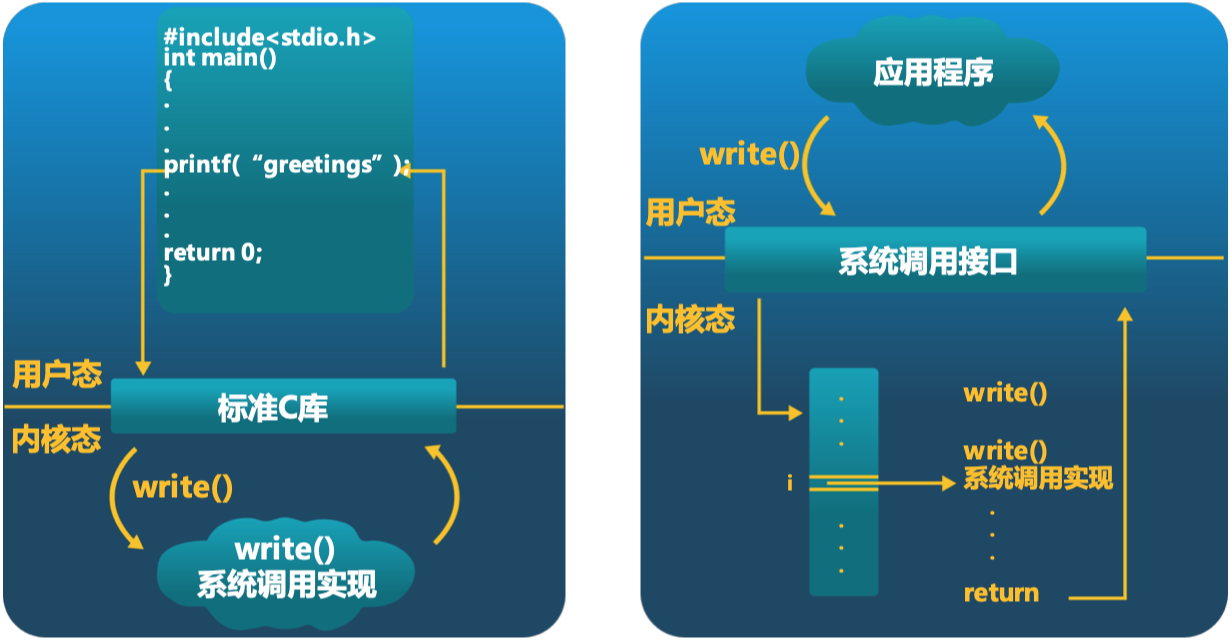 #include<stdio.h>
int main()
{
.
.
.
printf( “greetings” );
.
.
.
return 0;
}
用户态
标准C库
内核态
write()
write()
系统调用实现
应用程序
write()
用户态
系统调用接口
内核态
.
.
.
i
.
.
.
write()
write()
系统调用实现
.
.
.
return